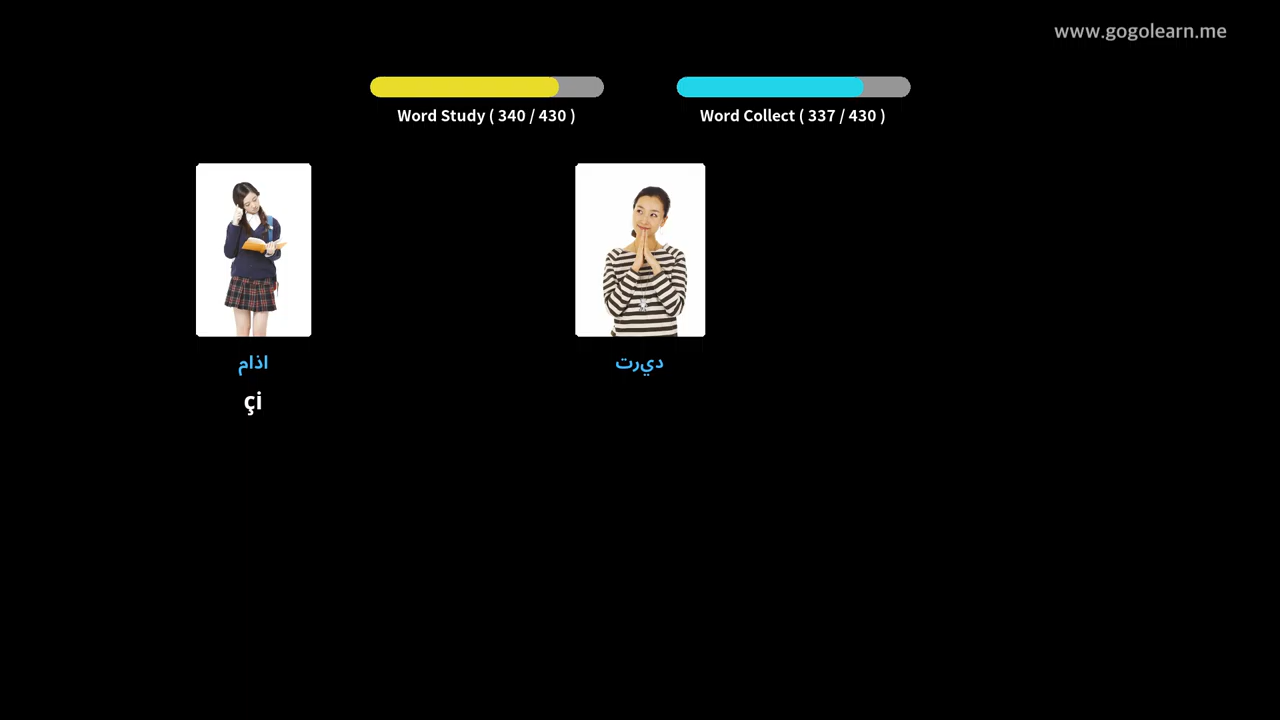 www.gogolearn.me
Word Study ( 340 / 430 )
Word Collect ( 337 / 430 )
اذام
ديرت
çi